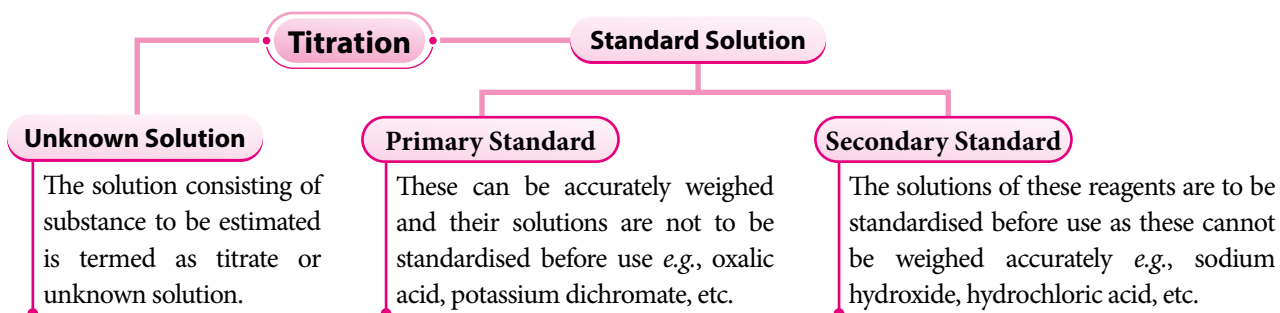 Titration
Standard Solution
Unknown Solution
The solution consisting of
substance to be estimated
is termed as titrate or
unknown solution.
Primary Standard
These can be accurately weighed
and their solutions are not to be
standardised before use e.g., oxalic
acid, potassium dichromate, etc.
Secondary Standard
The solutions of these reagents are to be
standardised before use as these cannot
be weighed accurately e.g., sodium
hydroxide, hydrochloric acid, etc.